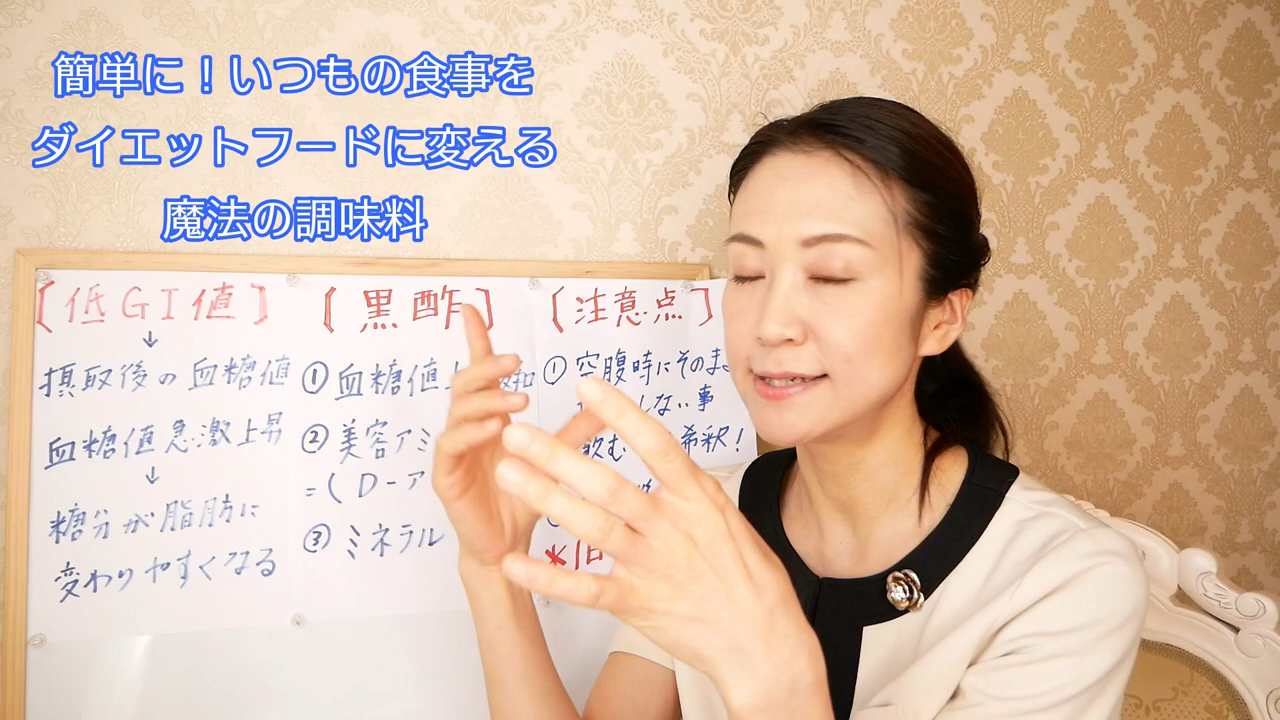 簡単に！いつもの食事を
ダイエットフードに変える
魔法の調味料
【低GI値】
↓
摂取後の血糖値
血糖値急激上昇
↓
糖分が脂肪に
変わりやすくなる
【黒酢】
①血糖値上
②美容アミ
=(D-ア
③ミネラル
【注意点】
①空腹時にそのま
しない事
飲む 希釈！